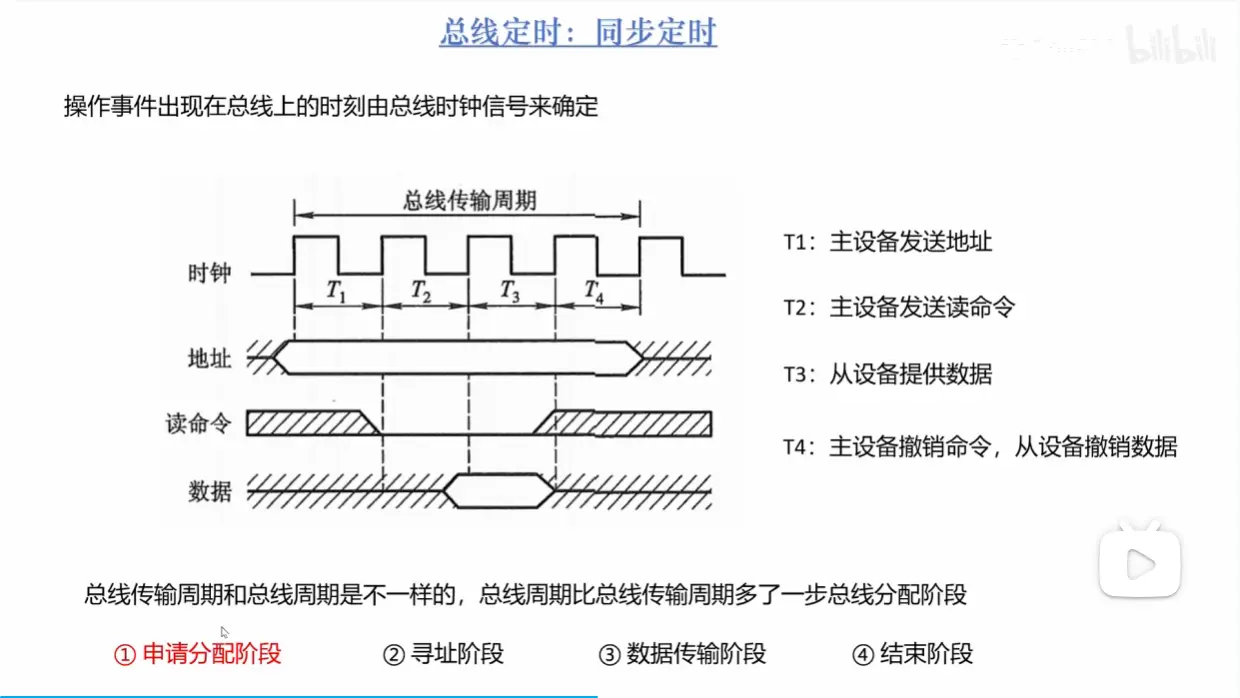 总线定时：同步定时
bilibili
操作事件出现在总线上的时刻由总线时钟信号来确定
总线传输周期
时钟
T1 T2 T3 T4
地址
读命令
数据
T1：主设备发送地址
T2：主设备发送读命令
T3：从设备提供数据
T4：主设备撤销命令，从设备撤销数据
总线传输周期和总线周期是不一样的，总线周期比总线传输周期多了一步总线分配阶段
① 申请分配阶段 ② 寻址阶段 ③ 数据传输阶段 ④ 结束阶段